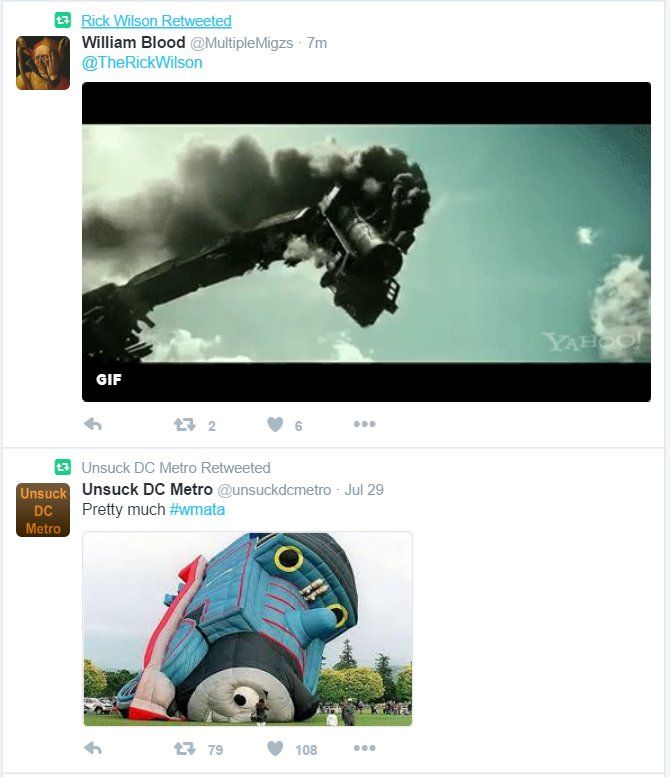 Rick Wilson Retweeted
William Blood @MultipleMigzs · 7m
@TheRickWilson
YAHOO!
GIF
2 6
Unsuck DC Metro Retweeted
Unsuck
DC
Metro
Unsuck DC Metro @unsuckdcmetro · Jul 29
Pretty much #wmata
79 108